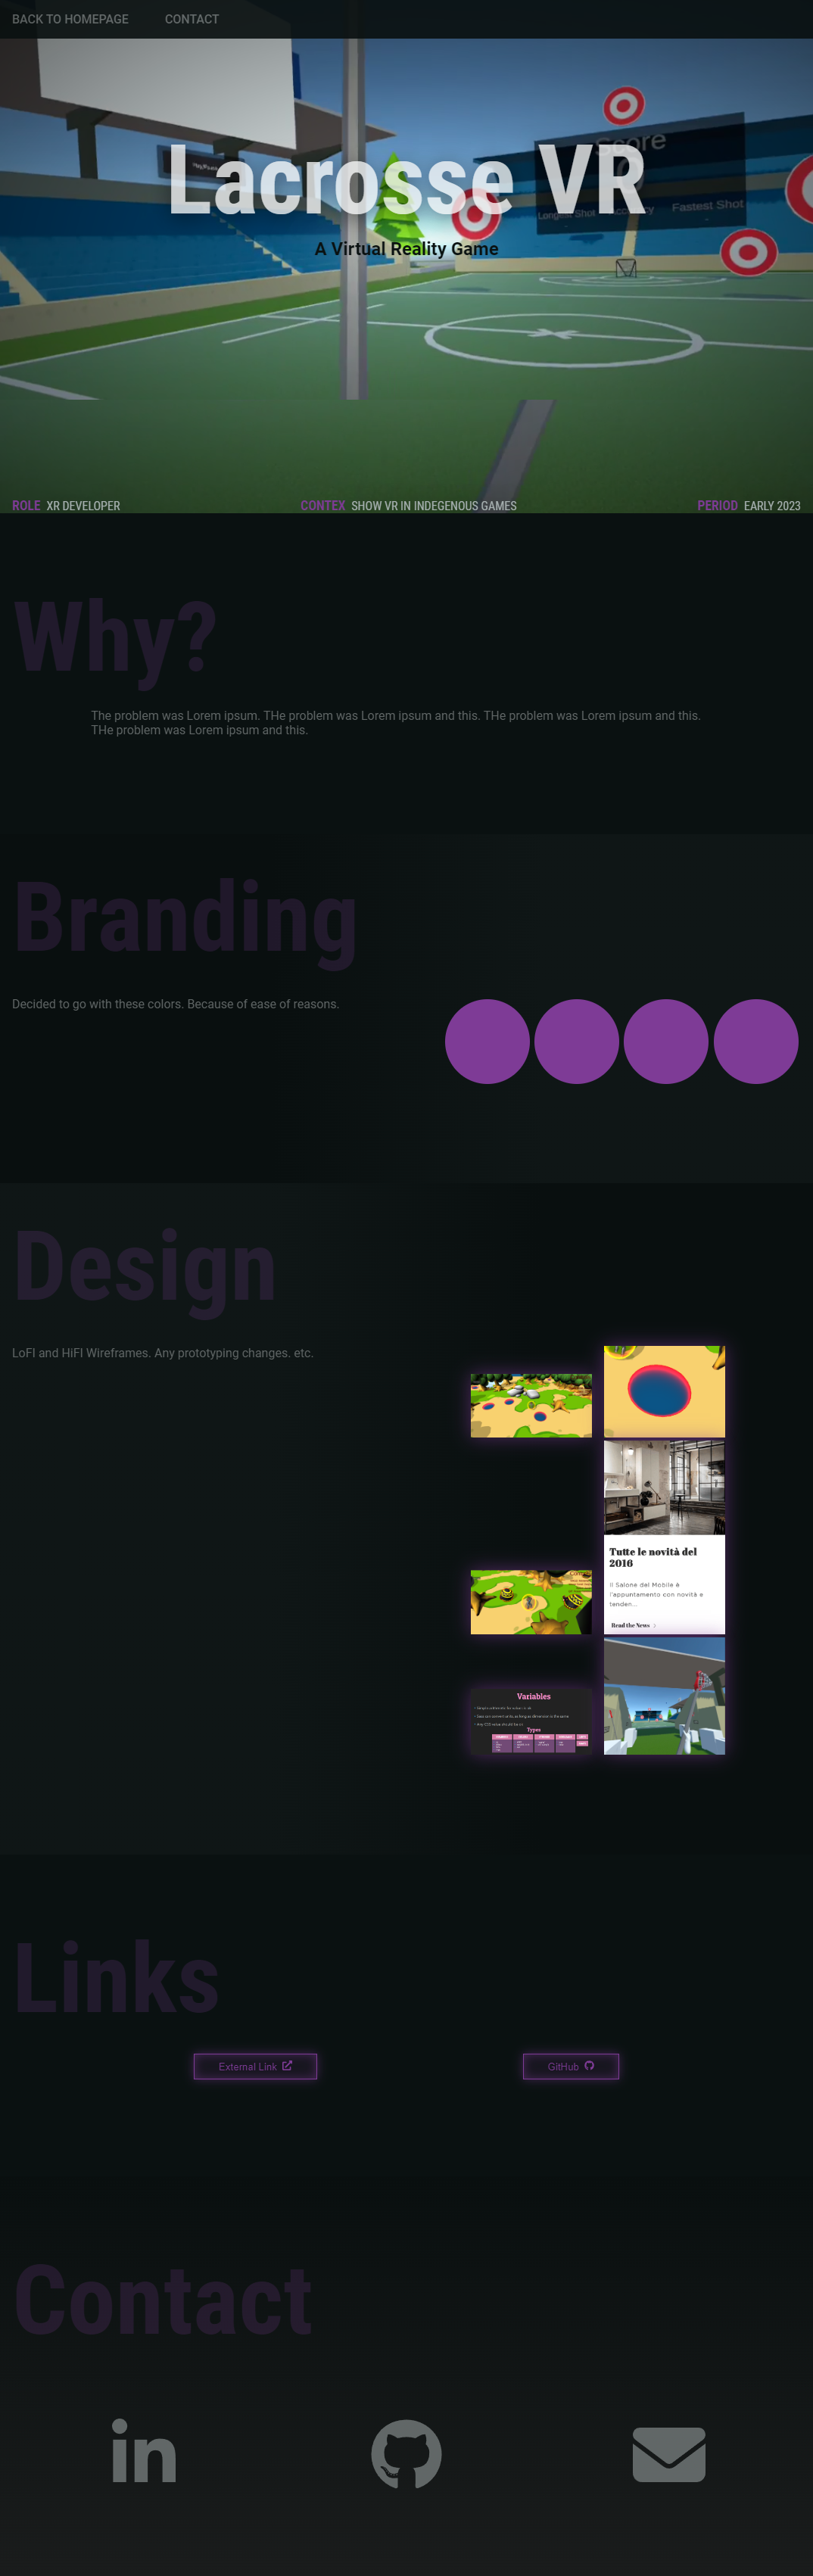 BACK TO HOMEPAGE CONTACT
Score
Lacrosse VR
Longest Shot Fastest Shot
A Virtual Reality Game
ROLE XR DEVELOPER CONTEX SHOW VR IN INDEGENOUS GAMES PERIOD EARLY 2023
Why?
The problem was Lorem ipsum. THe problem was Lorem ipsum and this. THe problem was Lorem ipsum and this.
THe problem was Lorem ipsum and this.
Branding
Decided to go with these colors. Because of ease of reasons.
Design
LoFI and HiFI Wireframes. Any prototyping changes. etc.
Tutte le novità del
2016
Il Salone del Mobile è
l'appuntamento con novità e
tenden...
Read the News
Variables
Types
Links
External Link GitHub
Contact
in